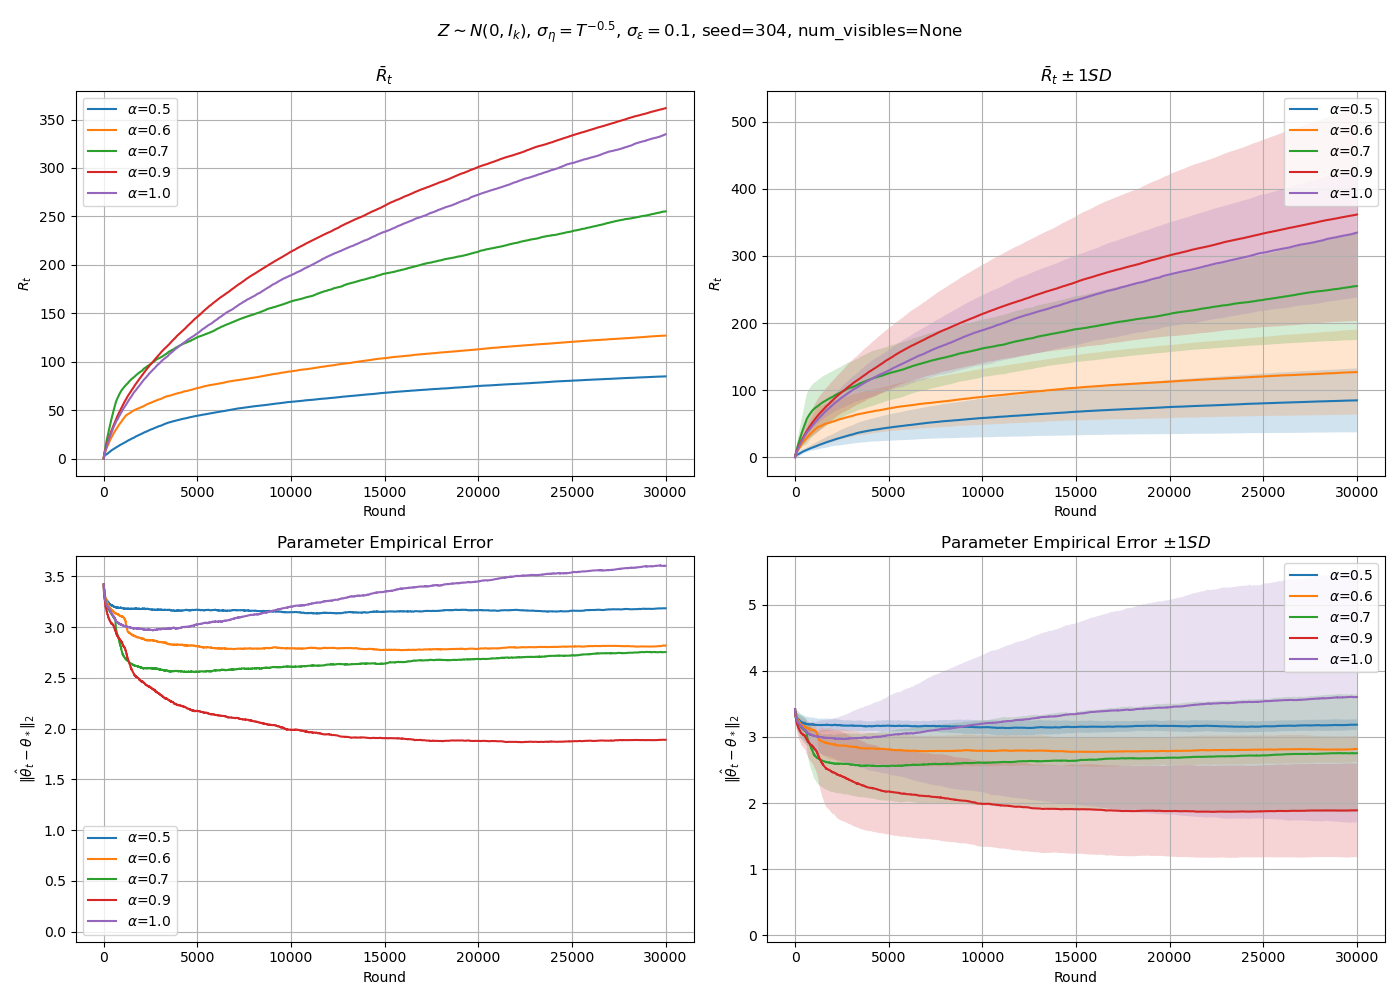 Z ∼ N(0, I_k), σ_η = T^{−0.5}, σ_ε = 0.1, seed=304, num_visibles=None
R̄_t
R_t
350
300
250
200
150
100
50
0
α=0.5
α=0.6
α=0.7
α=0.9
α=1.0
0 5000 10000 15000 20000 25000 30000
Round
R̄_t ± 1SD
R_t
500
400
300
200
100
0
α=0.5
α=0.6
α=0.7
α=0.9
α=1.0
0 5000 10000 15000 20000 25000 30000
Round
Parameter Empirical Error
‖θ̂_t − θ_*‖_2
3.5
3.0
2.5
2.0
1.5
1.0
0.5
0.0
α=0.5
α=0.6
α=0.7
α=0.9
α=1.0
0 5000 10000 15000 20000 25000 30000
Round
Parameter Empirical Error ±1SD
‖θ̂_t − θ_*‖_2
5
4
3
2
1
0
α=0.5
α=0.6
α=0.7
α=0.9
α=1.0
0 5000 10000 15000 20000 25000 30000
Round